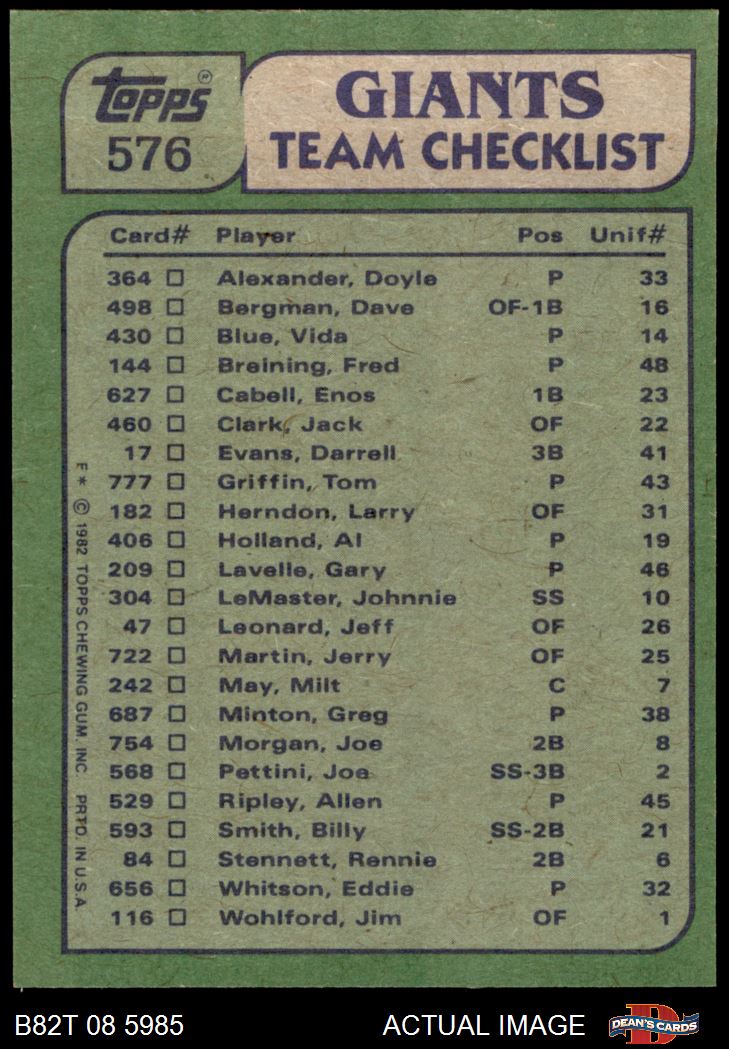 Topps® GIANTS
576 TEAM CHECKLIST
Card# Player Pos Unif#
364 Alexander, Doyle P 33
498 Bergman, Dave OF-1B 16
430 Blue, Vida P 14
144 Breining, Fred P 48
627 Cabell, Enos 1B 23
460 Clark, Jack OF 22
17 Evans, Darrell 3B 41
777 Griffin, Tom P 43
182 Herndon, Larry OF 31
406 Holland, Al P 19
209 Lavelle, Gary P 46
304 LeMaster, Johnnie SS 10
47 Leonard, Jeff OF 26
722 Martin, Jerry OF 25
242 May, Milt C 7
687 Minton, Greg P 38
754 Morgan, Joe 2B 8
568 Pettini, Joe SS-3B 2
529 Ripley, Allen P 45
593 Smith, Billy SS-2B 21
84 Stennett, Rennie 2B 6
656 Whitson, Eddie P 32
116 Wohlford, Jim OF 1
F* © 1982 TOPPS CHEWING GUM, INC. PRTD. IN U.S.A.
B82T 08 5985 ACTUAL IMAGE DEAN'S CARDS